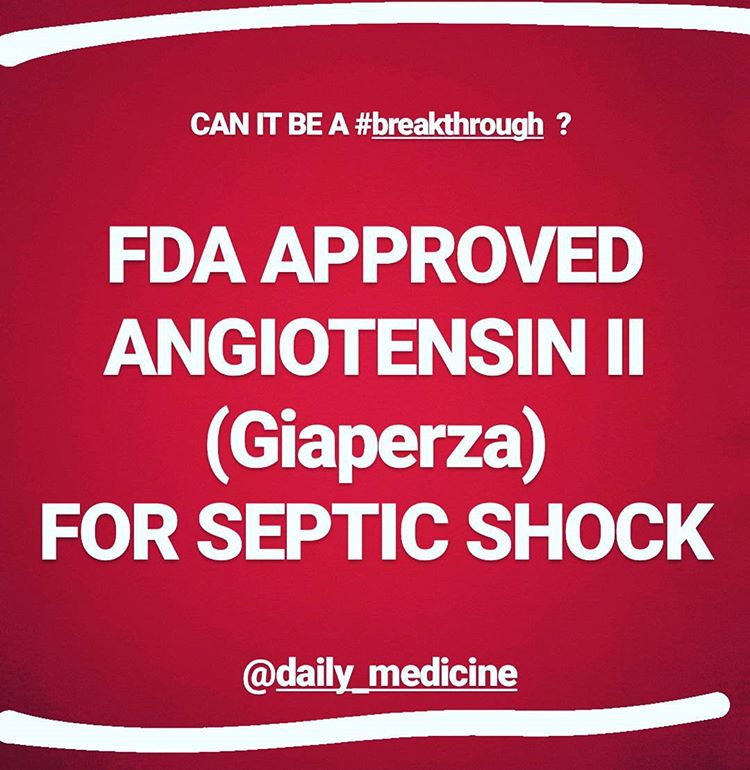 CAN IT BE A #breakthrough ?
FDA APPROVED
ANGIOTENSIN II
(Giaperza)
FOR SEPTIC SHOCK
@daily_medicine